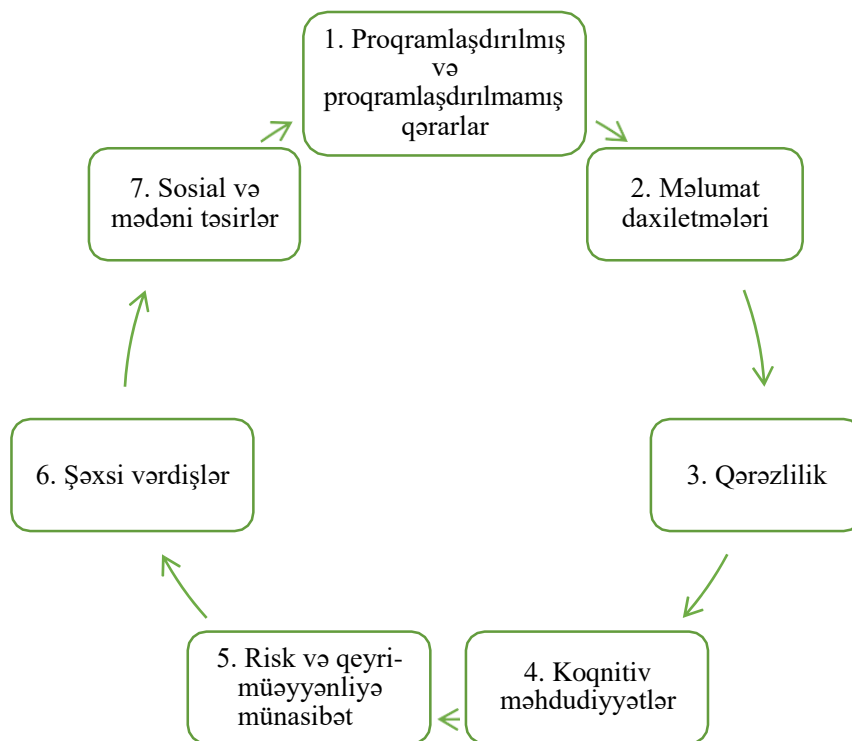 1. Proqramlaşdırılmış
və
proqramlaşdırılmamış
qərarlar
2. Məlumat
daxiletmələri
3. Qərəzlilik
4. Koqnitiv
məhdudiyyətlər
5. Risk və qeyri-
müəyyənliyə
münasibət
6. Şəxsi vərdişlər
7. Sosial və
mədəni təsirlər